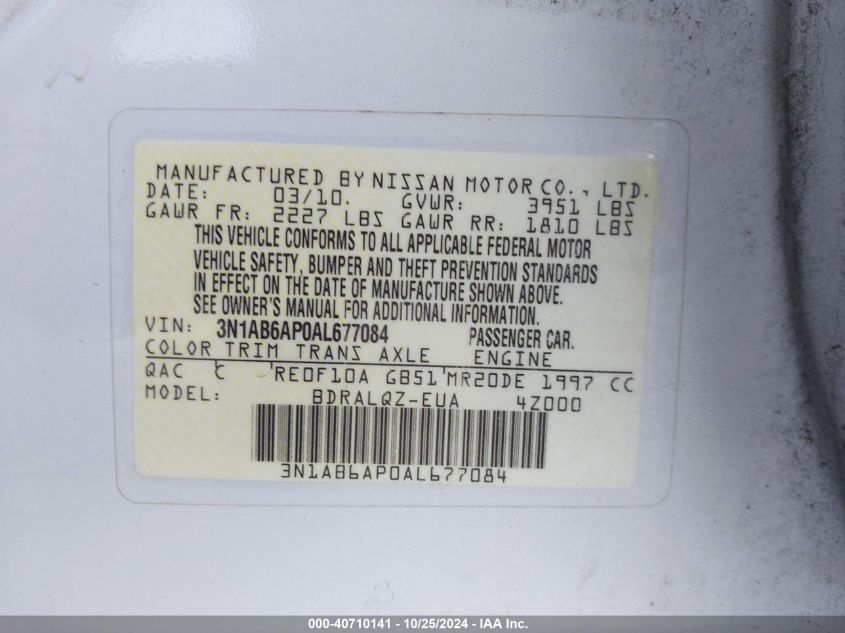 MANUFACTURED BY NISSAN MOTOR CO., LTD.
DATE: 03/10. GVWR: 3951 LBS
GAWR FR: 2227 LBS GAWR RR: 1810 LBS
THIS VEHICLE CONFORMS TO ALL APPLICABLE FEDERAL MOTOR
VEHICLE SAFETY, BUMPER AND THEFT PREVENTION STANDARDS
IN EFFECT ON THE DATE OF MANUFACTURE SHOWN ABOVE.
SEE OWNER'S MANUAL FOR ADDITIONAL INFORMATION.
VIN: 3N1AB6AP0AL677084 PASSENGER CAR.
COLOR TRIM TRANS AXLE ENGINE
QAC C RE0F10A GB51 MR20DE 1997 CC
MODEL: BDRALQZ-EUA 4Z000
3N1AB6AP0AL677084
000-40710141 - 10/25/2024 - IAA Inc.